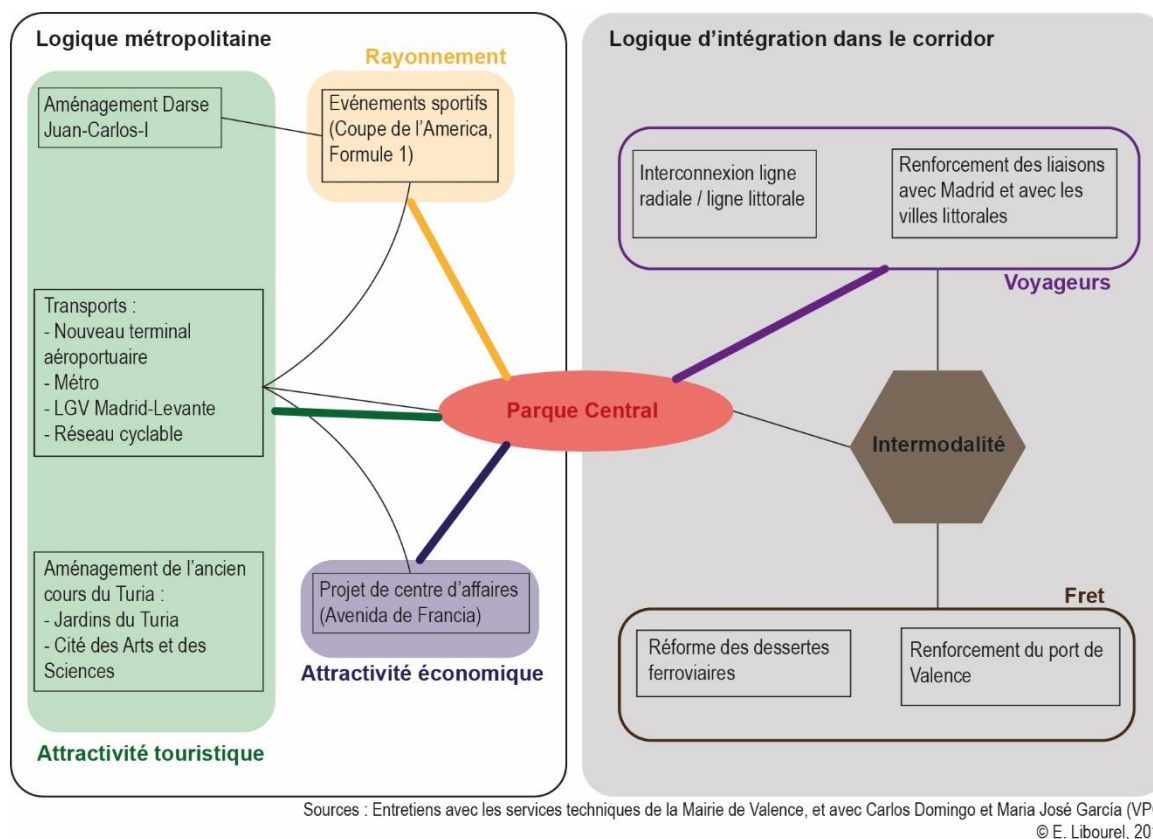 Logique métropolitaine
Rayonnement
Aménagement Darse
Juan-Carlos-I
Evénements sportifs
(Coupe de l'America,
Formule 1)
Transports :
- Nouveau terminal
aéroportuaire
- Métro
- LGV Madrid-Levante
- Réseau cyclable
Aménagement de l'ancien
cours du Turia :
- Jardins du Turia
- Cité des Arts et des
Sciences
Attractivité touristique
Projet de centre d'affaires
(Avenida de Francia)
Attractivité économique
Parque Central
Logique d'intégration dans le corridor
Interconnexion ligne
radiale / ligne littorale
Renforcement des liaisons
avec Madrid et avec les
villes littorales
Voyageurs
Intermodalité
Fret
Réforme des dessertes
ferroviaires
Renforcement du port de
Valence
Sources : Entretiens avec les services techniques de la Mairie de Valence, et avec Carlos Domingo et Maria José García
© E. Libourel,